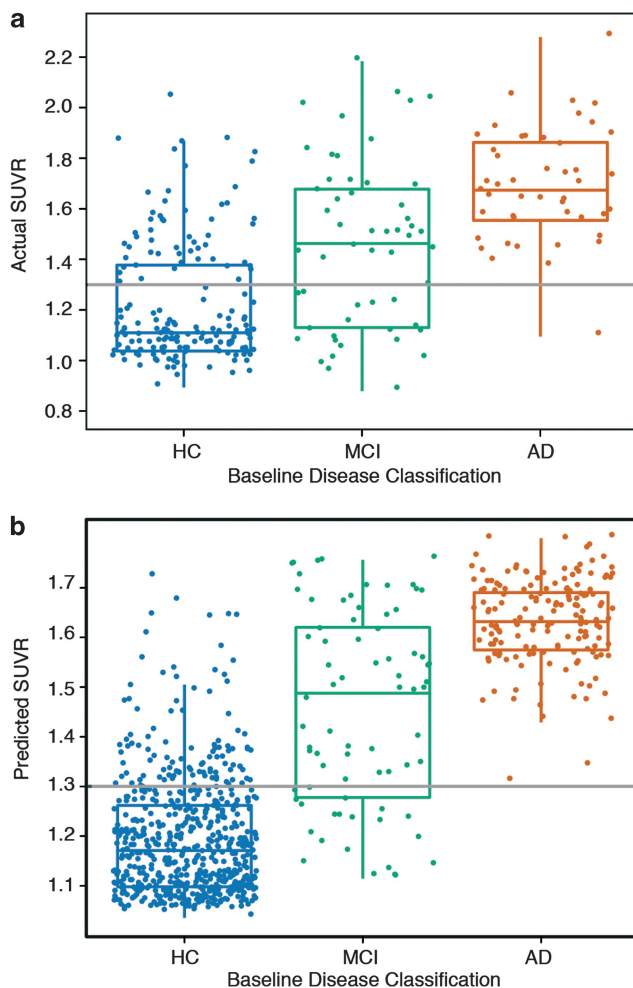 a
Actual SUVR
2.2
2.0
1.8
1.6
1.4
1.2
1.0
0.8
HC MCI AD
Baseline Disease Classification
b
Predicted SUVR
1.7
1.6
1.5
1.4
1.3
1.2
1.1
HC MCI AD
Baseline Disease Classification